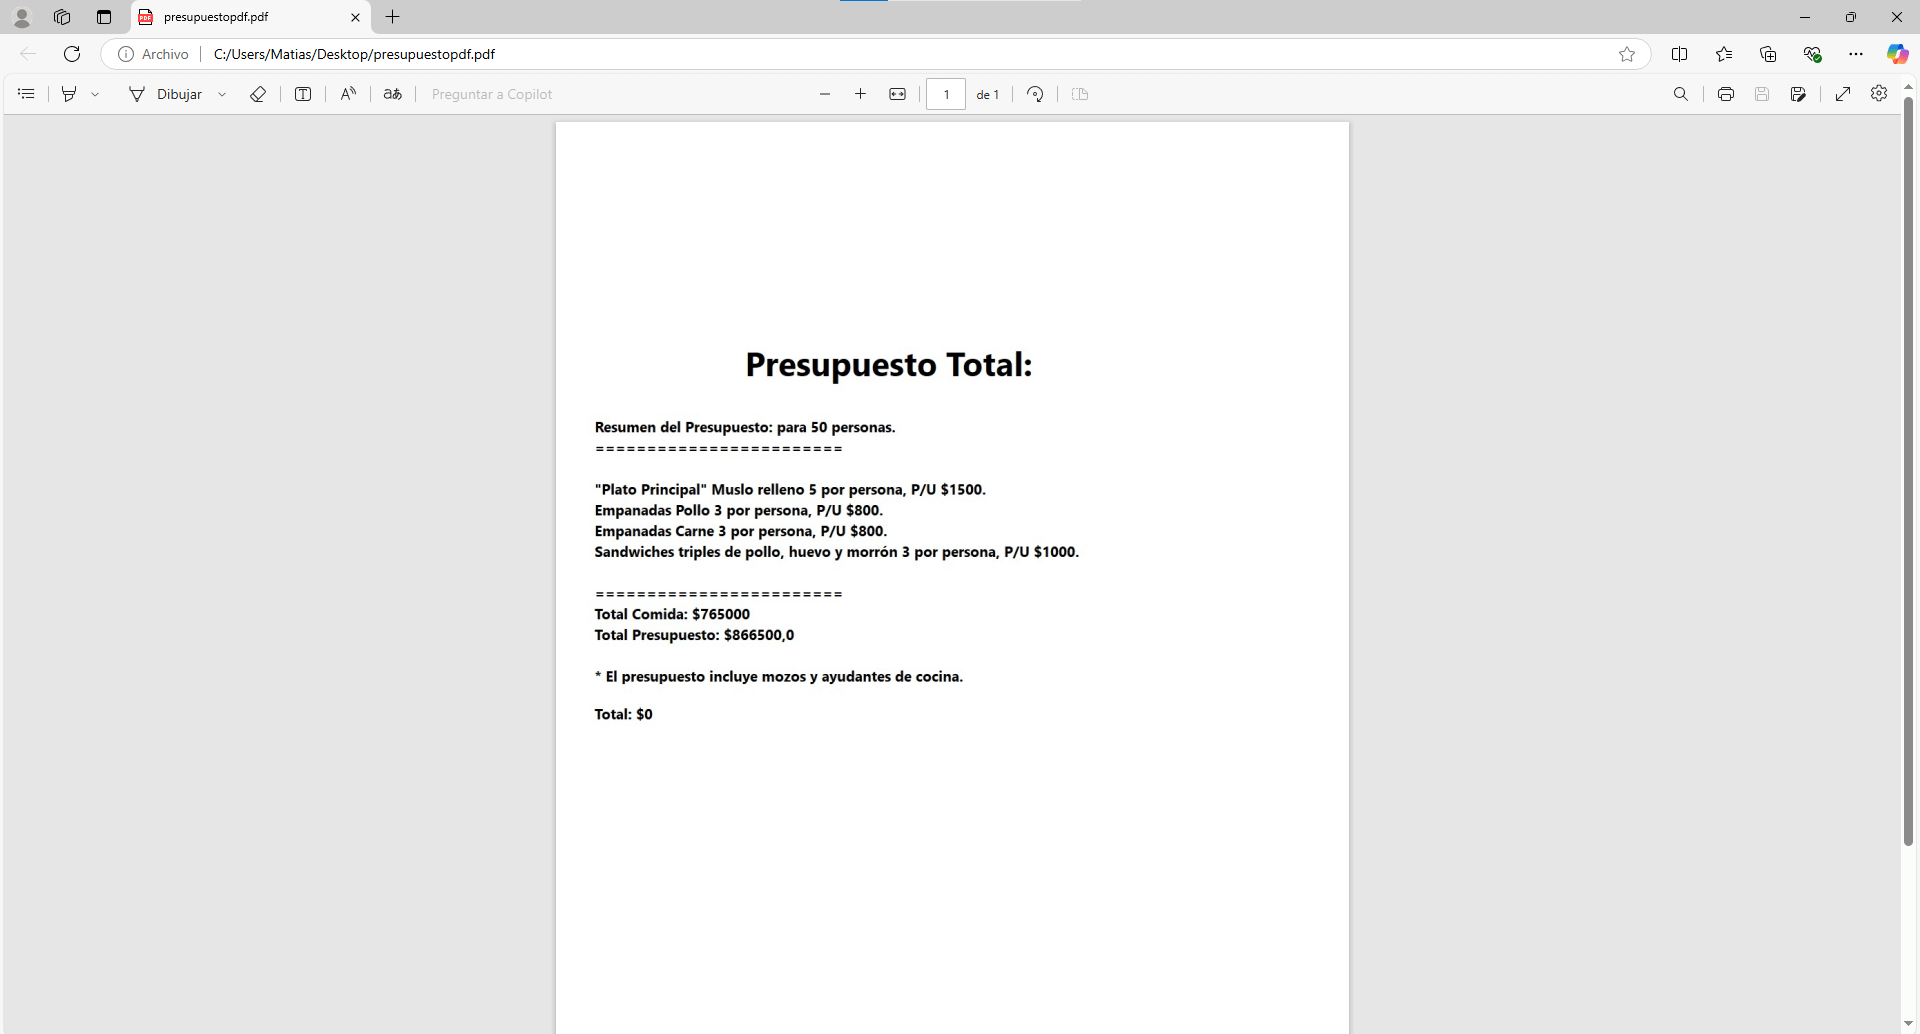 presupuestopdf.pdf
Archivo
C:/Users/Matias/Desktop/presupuestopdf.pdf
Dibujar
aあ
Preguntar a Copilot
1
de 1
Presupuesto Total:
Resumen del Presupuesto: para 50 personas.
========================
"Plato Principal" Muslo relleno 5 por persona, P/U $1500.
Empanadas Pollo 3 por persona, P/U $800.
Empanadas Carne 3 por persona, P/U $800.
Sandwiches triples de pollo, huevo y morrón 3 por persona, P/U $1000.
========================
Total Comida: $765000
Total Presupuesto: $866500,0
* El presupuesto incluye mozos y ayudantes de cocina.
Total: $0